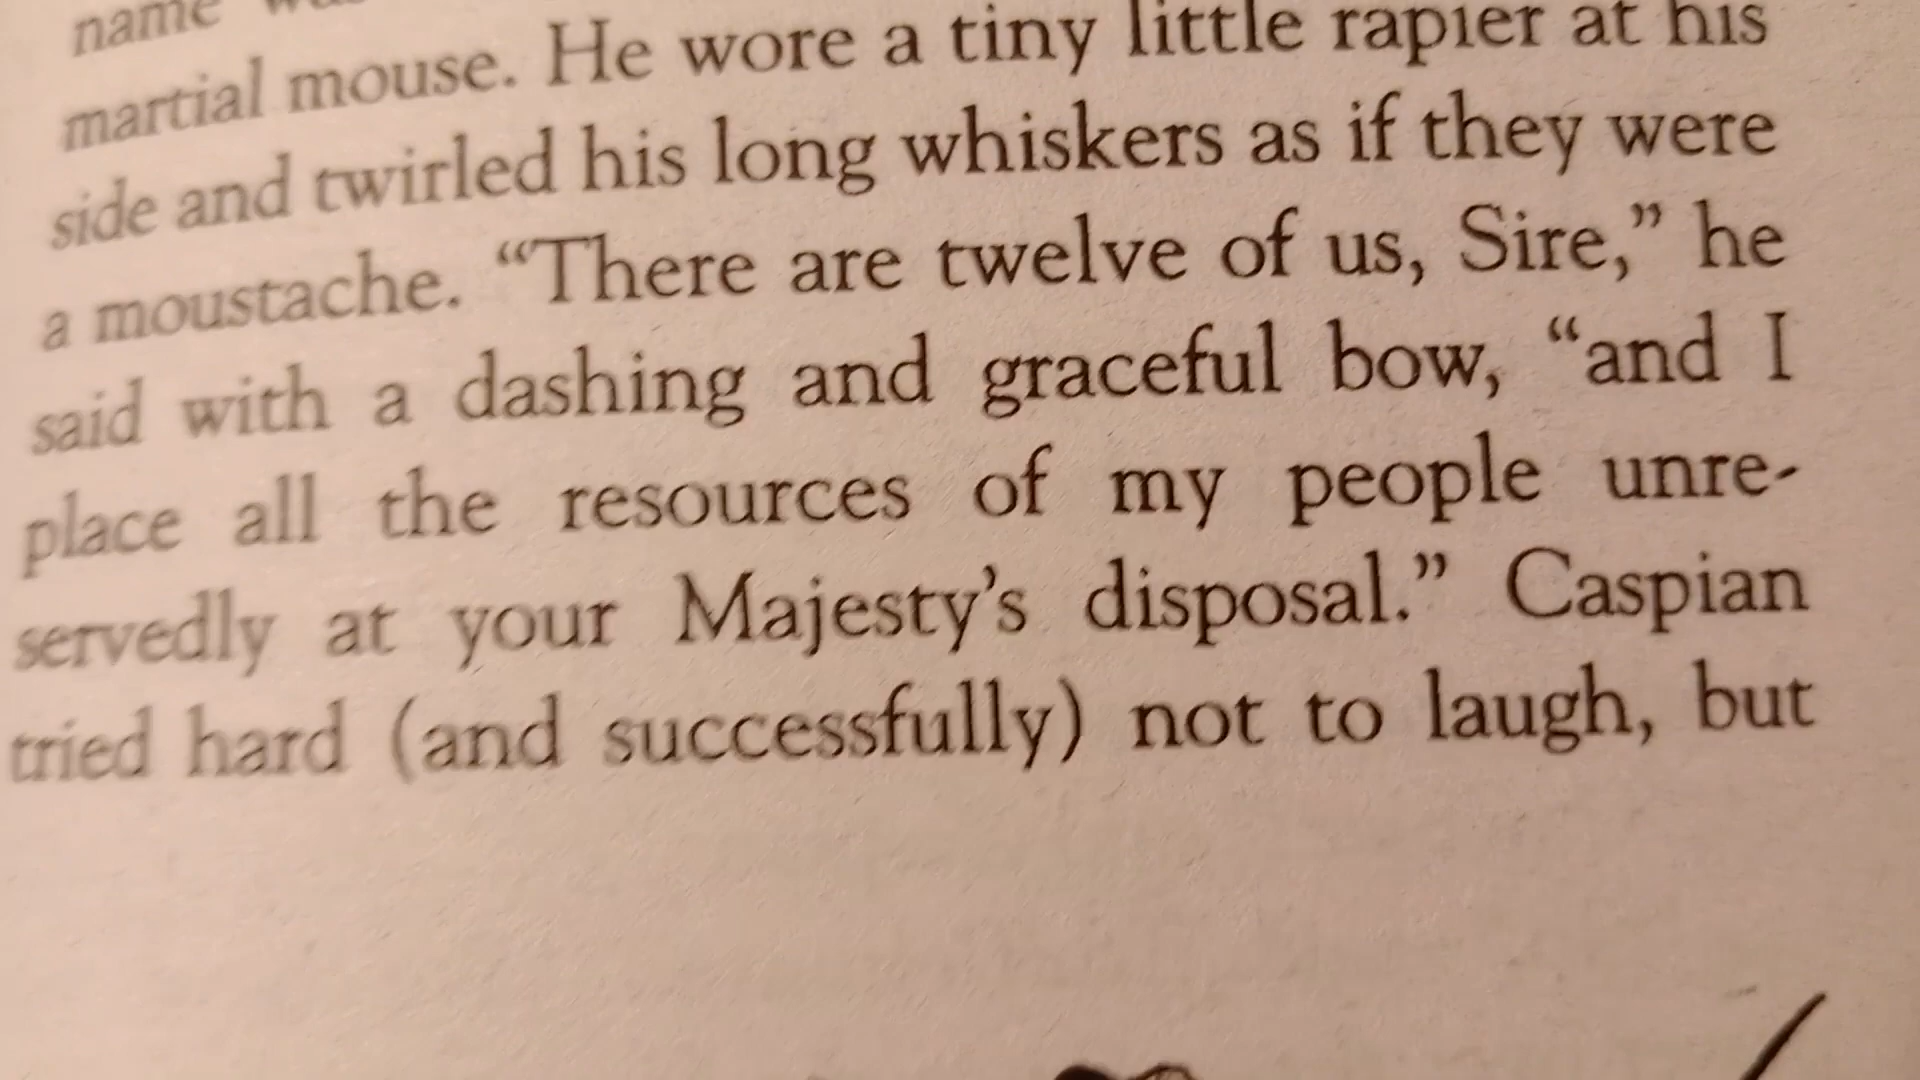 name
martial mouse. He wore a tiny little rapier at his
side and twirled his long whiskers as if they were
a moustache. “There are twelve of us, Sire,” he
said with a dashing and graceful bow, “and I
place all the resources of my people unre-
servedly at your Majesty’s disposal.” Caspian
tried hard (and successfully) not to laugh, but